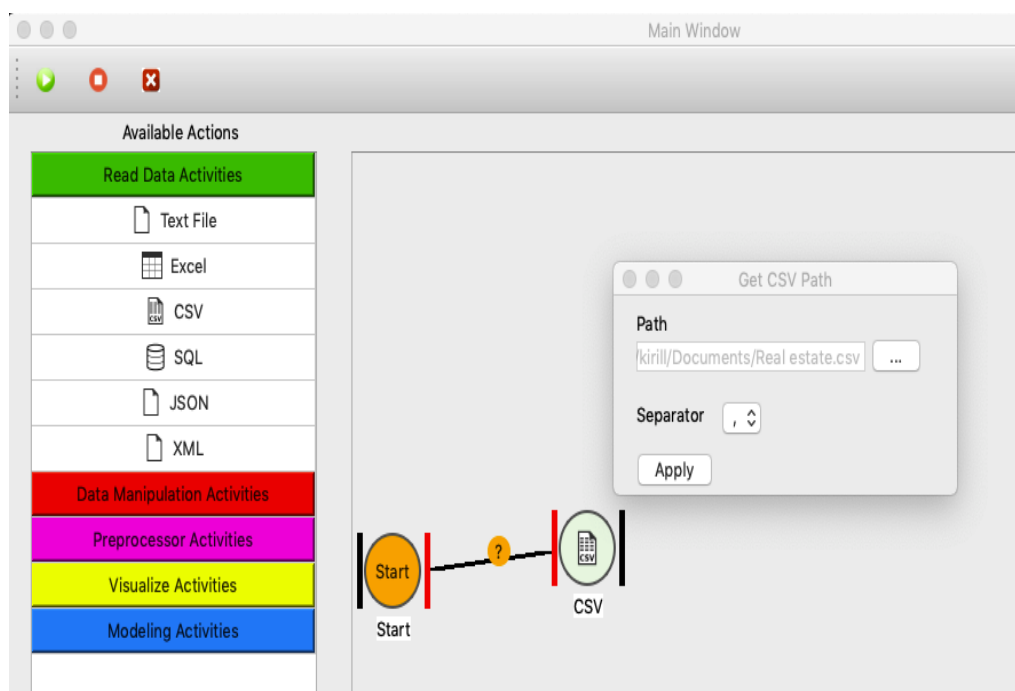 Main Window
Available Actions
Read Data Activities
Text File
Excel
CSV
SQL
JSON
XML
Data Manipulation Activities
Preprocessor Activities
Visualize Activities
Modeling Activities
Get CSV Path
Path
/kirill/Documents/Real estate.csv
...
Separator
,
Apply
Start
?
CSV
Start
CSV